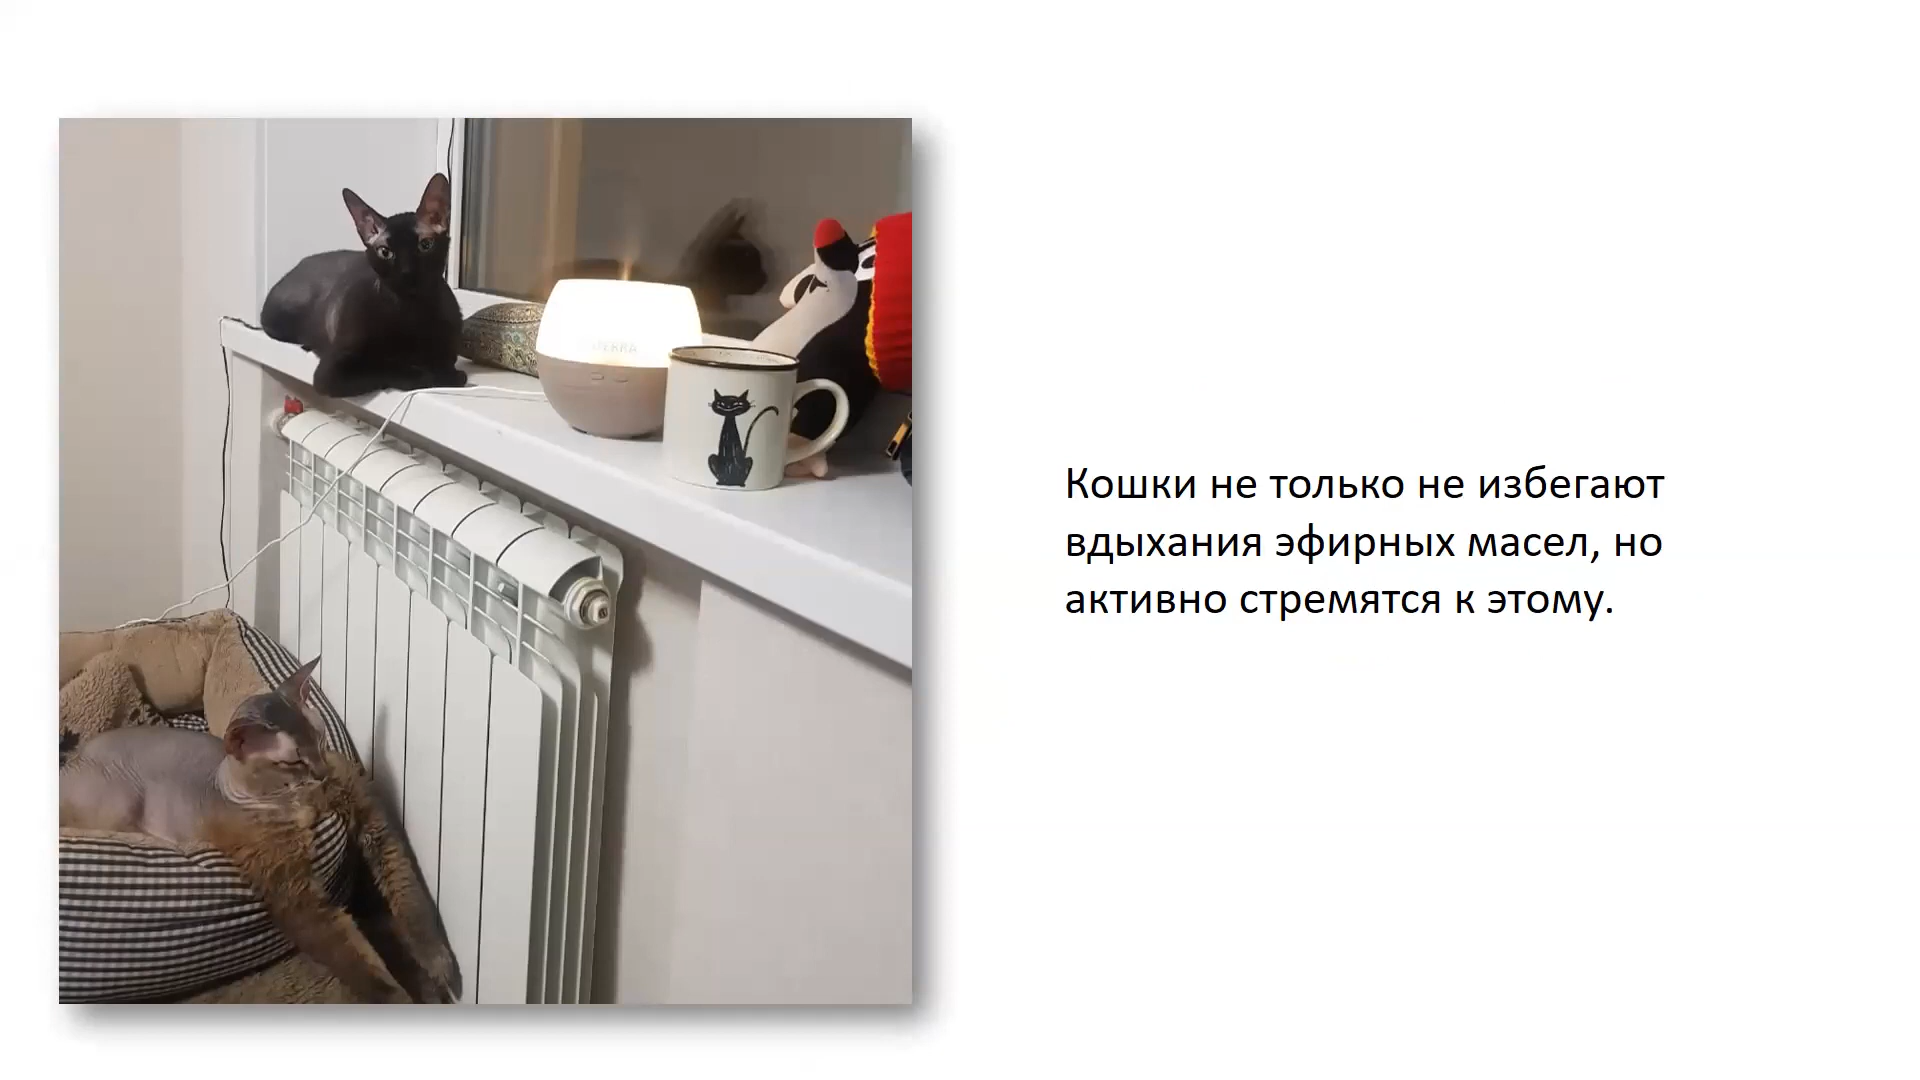 Кошки не только не избегают
вдыхания эфирных масел, но
активно стремятся к этому.